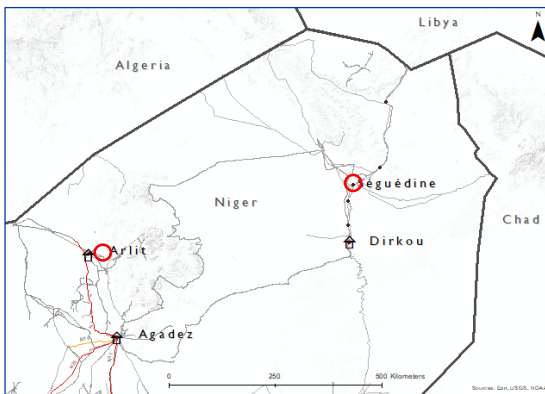 Libya
N
Algeria
Séguédine
Niger
Chad
Dirkou
Arlit
Agadez
0 250 500 Kilometers
Sources: Esri, USGS, NOAA